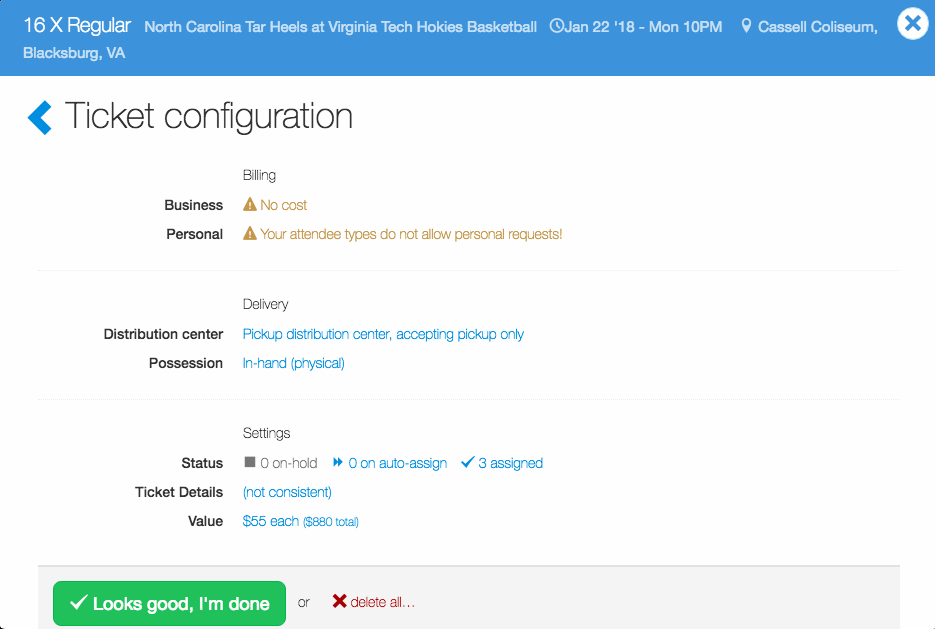 16 X Regular North Carolina Tar Heels at Virginia Tech Hokies Basketball Jan 22 '18 - Mon 10PM Cassell Coliseum,
Blacksburg, VA
Ticket configuration
Billing
Business No cost
Personal Your attendee types do not allow personal requests!
Delivery
Distribution center Pickup distribution center, accepting pickup only
Possession In-hand (physical)
Settings
Status 0 on-hold 0 on auto-assign 3 assigned
Ticket Details (not consistent)
Value $55 each ($880 total)
Looks good, I'm done or delete all...